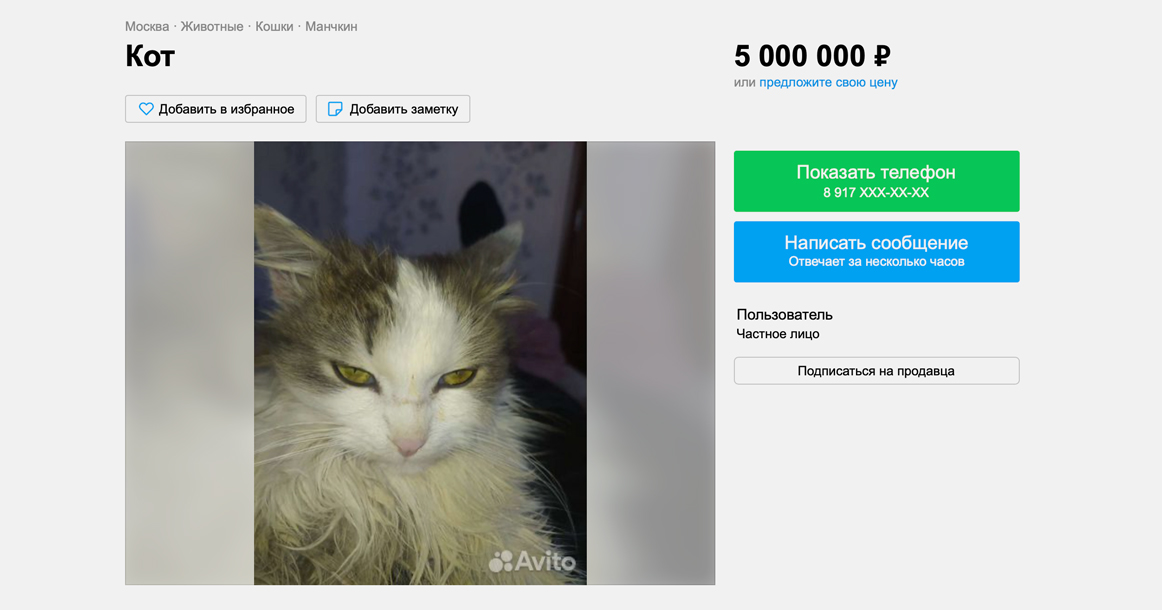 Москва · Животные · Кошки · Манчкин
Кот
5 000 000 ₽
или предложите свою цену
Добавить в избранное
Добавить заметку
Показать телефон
8 917 XXX-XX-XX
Написать сообщение
Отвечает за несколько часов
Пользователь
Частное лицо
Подписаться на продавца
Avito